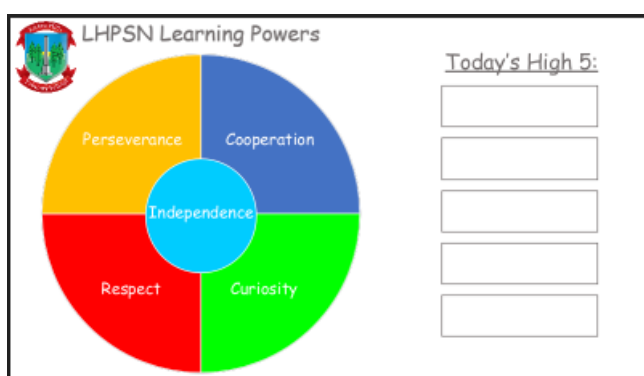 LHPSN Learning Powers
Today's High 5:
Perseverance
Cooperation
Independence
Respect
Curiosity